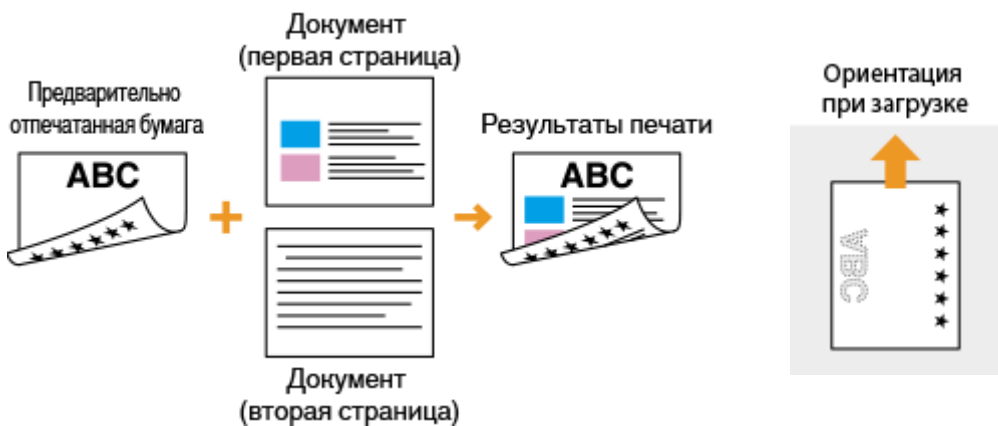 Документ
(первая страница)
Предварительно
отпечатанная бумага
ABC
Результаты печати
ABC
Документ
(вторая страница)
Ориентация
при загрузке
ABC